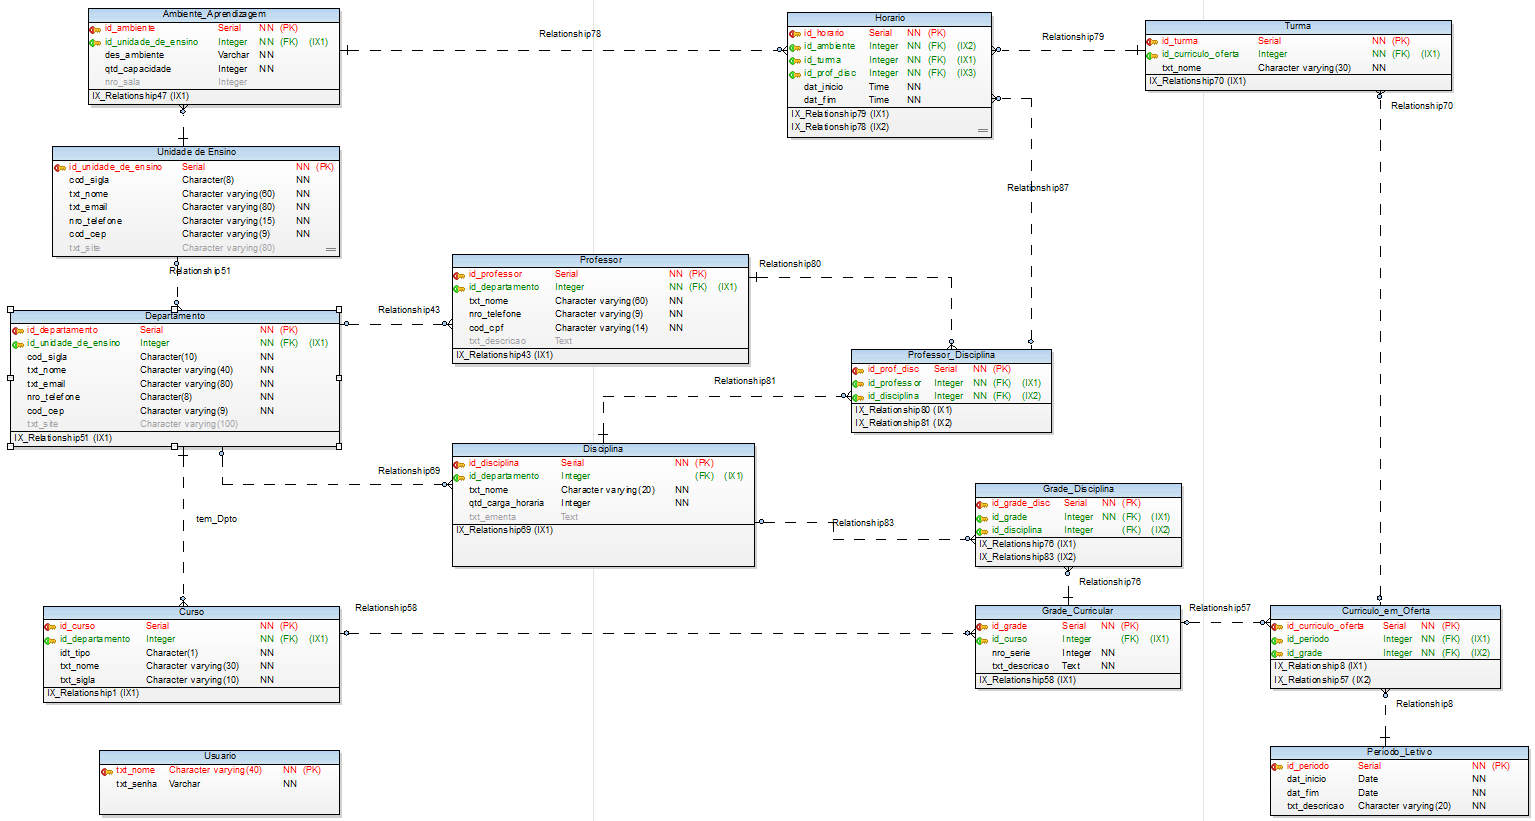 Ambiente_Aprendizagem
id_ambiente Serial NN (PK)
id_unidade_de_ensino Integer NN (FK) (IX1)
des_ambiente Varchar NN
qtd_capacidade Integer NN
nro_sala Integer
IX_Relationship47 (IX1)
Relationship78
Horario
id_horario Serial NN (PK)
id_ambiente Integer NN (FK) (IX2)
id_turma Integer NN (FK) (IX1)
id_prof_disc Integer NN (FK) (IX3)
dat_inicio Time NN
dat_fim Time NN
IX_Relationship79 (IX1)
IX_Relationship78 (IX2)
Relationship79
Turma
id_turma Serial NN (PK)
id_curriculo_oferta Integer NN (FK) (IX1)
txt_nome Character varying(30) NN
IX_Relationship70 (IX1)
Relationship70
Unidade de Ensino
id_unidade_de_ensino Serial NN (PK)
cod_sigla Character(8) NN
txt_nome Character varying(60) NN
txt_email Character varying(80) NN
nro_telefone Character varying(15) NN
cod_cep Character varying(9) NN
txt_site Character varying(80)
Relationship51
Relationship87
Professor
id_professor Serial NN (PK)
id_departamento Integer NN (FK) (IX1)
txt_nome Character varying(60) NN
nro_telefone Character varying(9) NN
cod_cpf Character varying(14) NN
txt_descricao Text
IX_Relationship43 (IX1)
Relationship80
Relationship43
Departamento
id_departamento Serial NN (PK)
id_unidade_de_ensino Integer NN (FK) (IX1)
cod_sigla Character(10) NN
txt_nome Character varying(40) NN
txt_email Character varying(80) NN
nro_telefone Character(8) NN
cod_cep Character varying(9) NN
txt_site Character varying(100)
IX_Relationship51 (IX1)
Professor_Disciplina
id_prof_disc Serial NN (PK)
id_professor Integer NN (FK) (IX1)
id_disciplina Integer NN (FK) (IX2)
IX_Relationship80 (IX1)
IX_Relationship81 (IX2)
Relationship81
Relationship69
Disciplina
id_disciplina Serial NN (PK)
id_departamento Integer (FK) (IX1)
txt_nome Character varying(20) NN
qtd_carga_horaria Integer NN
txt_ementa Text
IX_Relationship69 (IX1)
tem_Dpto
Relationship83
Grade_Disciplina
id_grade_disc Serial NN (PK)
id_grade Integer NN (FK) (IX1)
id_disciplina Integer (FK) (IX2)
IX_Relationship76 (IX1)
IX_Relationship83 (IX2)
Relationship76
Curso
id_curso Serial NN (PK)
id_departamento Integer NN (FK) (IX1)
idt_tipo Character(1) NN
txt_nome Character varying(30) NN
txt_sigla Character varying(10) NN
IX_Relationship1 (IX1)
Relationship58
Grade_Curricular
id_grade Serial NN (PK)
id_curso Integer (FK) (IX1)
nro_serie Integer NN
txt_descricao Text NN
IX_Relationship58 (IX1)
Relationship57
Curriculo_em_Oferta
id_curriculo_oferta Serial NN (PK)
id_periodo Integer NN (FK) (IX1)
id_grade Integer NN (FK) (IX2)
IX_Relationship8 (IX1)
IX_Relationship57 (IX2)
Relationship8
Usuario
txt_nome Character varying(40) NN (PK)
txt_senha Varchar NN
Periodo_Letivo
id_periodo Serial NN (PK)
dat_inicio Date NN
dat_fim Date NN
txt_descricao Character varying(20) NN